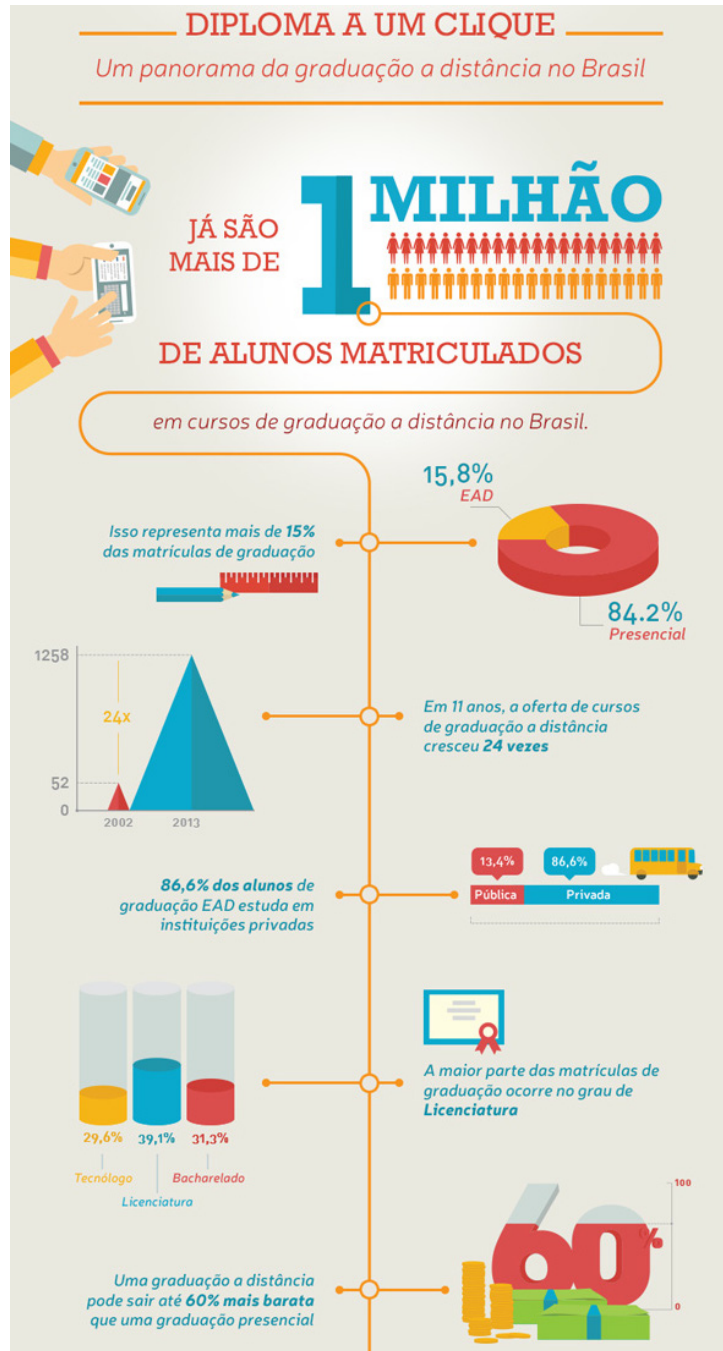 DIPLOMA A UM CLIQUE
Um panorama da graduação a distância no Brasil
JÁ SÃO
MAIS DE
1 MILHÃO
DE ALUNOS MATRICULADOS
em cursos de graduação a distância no Brasil.
15,8%
EAD
Isso representa mais de 15%
das matrículas de graduação
84.2%
Presencial
1258
24x
52
0
2002
2013
Em 11 anos, a oferta de cursos
de graduação a distância
cresceu 24 vezes
13,4%
86,6%
Pública
Privada
86,6% dos alunos de
graduação EAD estuda em
instituições privadas
A maior parte das matrículas de
graduação ocorre no grau de
Licenciatura
29,6%
39,1%
31,3%
Tecnólogo
Bacharelado
Licenciatura
100
60%
0
Uma graduação a distância
pode sair até 60% mais barata
que uma graduação presencial